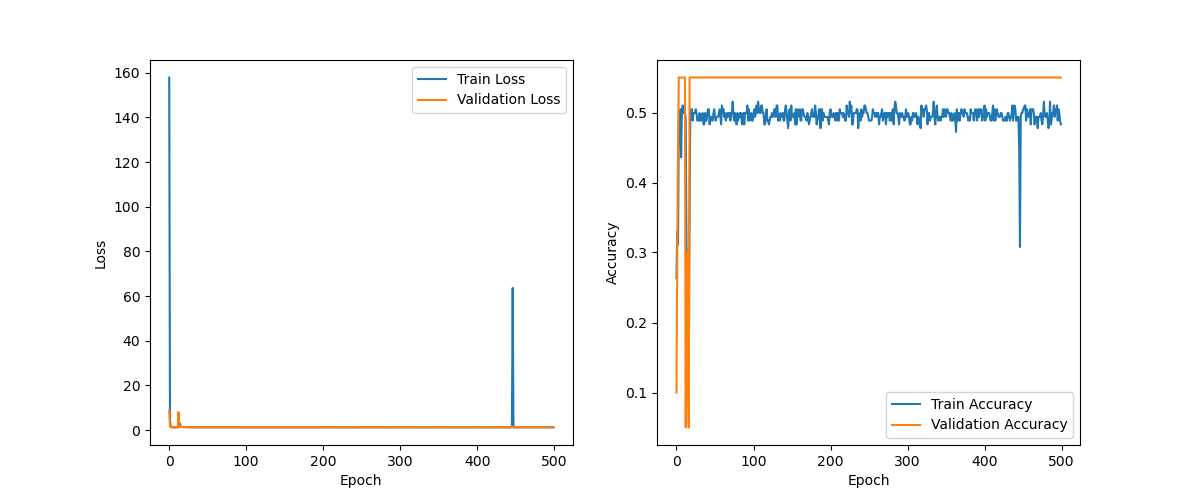 160
140
120
100
80
60
40
20
0
Loss
0 100 200 300 400 500
Epoch
Train Loss
Validation Loss
0.5
0.4
0.3
0.2
0.1
Accuracy
0 100 200 300 400 500
Epoch
Train Accuracy
Validation Accuracy